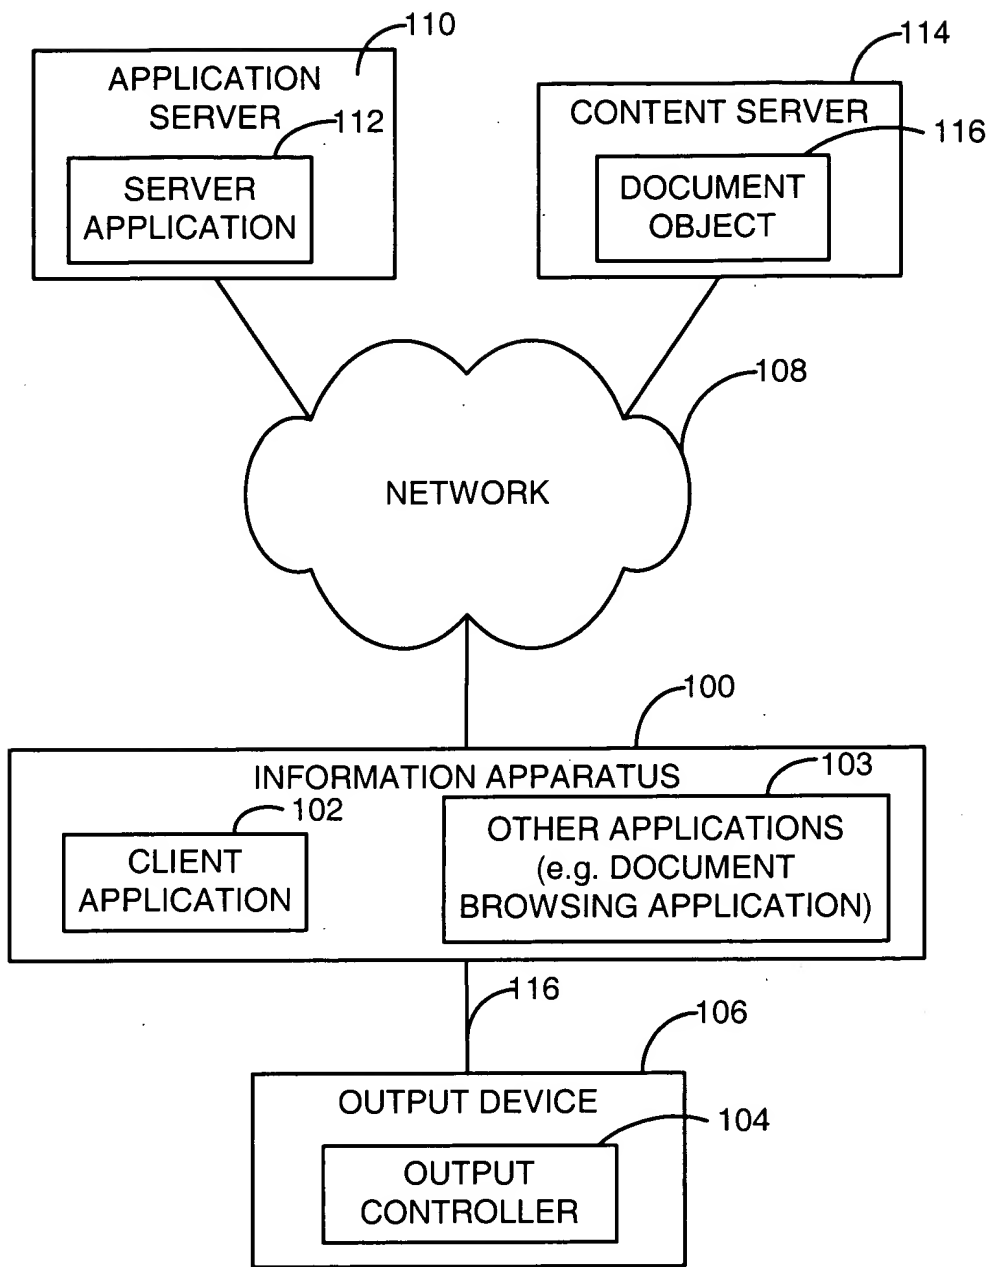 110
APPLICATION
SERVER
112
SERVER
APPLICATION
114
CONTENT SERVER
116
DOCUMENT
OBJECT
108
NETWORK
100
INFORMATION APPARATUS
103
102
CLIENT
APPLICATION
OTHER APPLICATIONS
(e.g. DOCUMENT
BROWSING APPLICATION)
116
106
OUTPUT DEVICE
104
OUTPUT
CONTROLLER